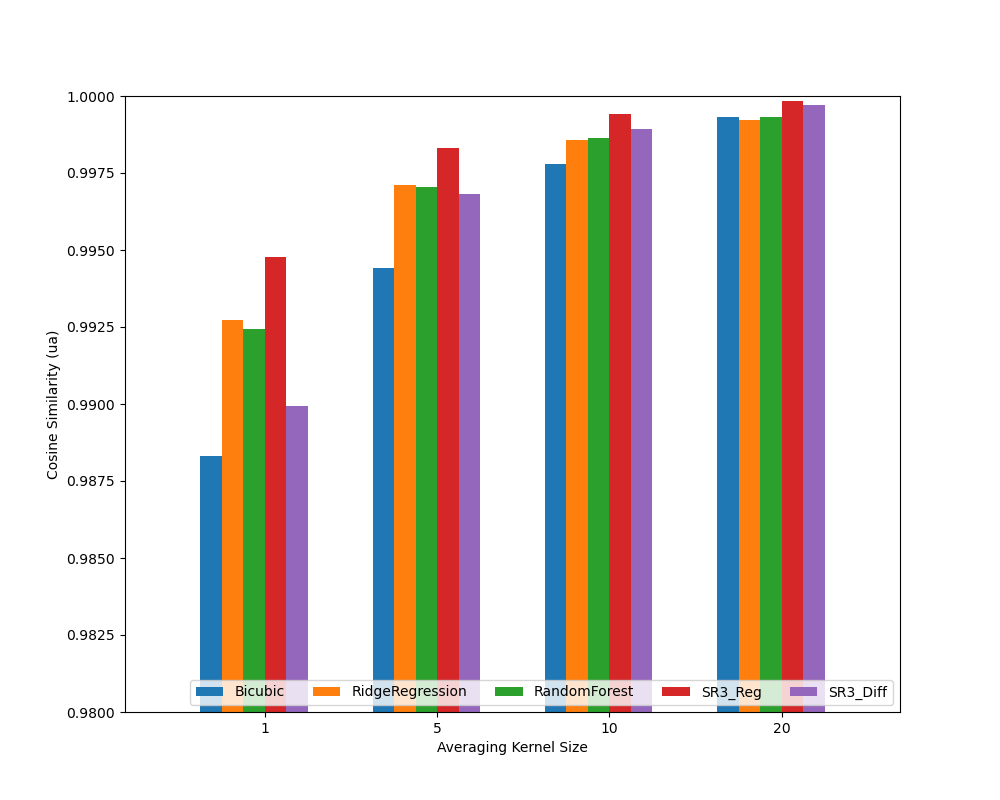 1.0000
0.9975
0.9950
0.9925
0.9900
0.9875
0.9850
0.9825
0.9800
Cosine Similarity (ua)
Bicubic RidgeRegression RandomForest SR3_Reg SR3_Diff
1 5 10 20
Averaging Kernel Size